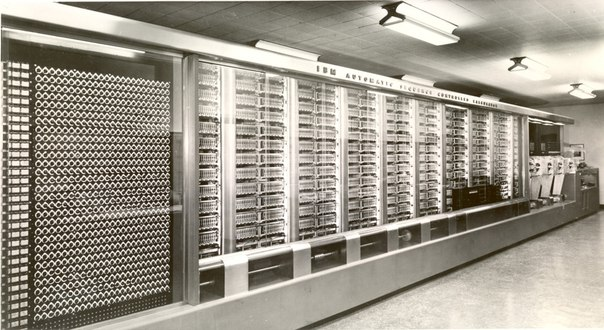 IBM AUTOMATIC SEQUENCE CONTROLLED CALCULATOR